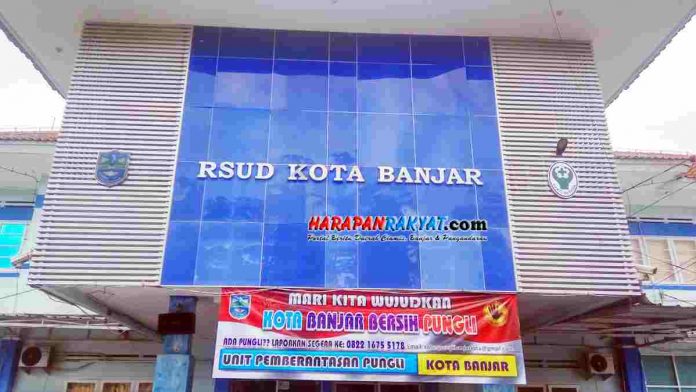 RSUD KOTA BANJAR
HARAPANRAKYAT.com
Portal Berita Daerah Ciamis, Banjar & Pangandaran
MARI KITA WUJUDKAN
KOTA BANJAR BERSIH PUNGLI
ADA PUNGLI?? LAPORKAN SEGERA KE: 0822 1675 5178
UNIT PEMBERANTASAN PUNGLI KOTA BANJAR